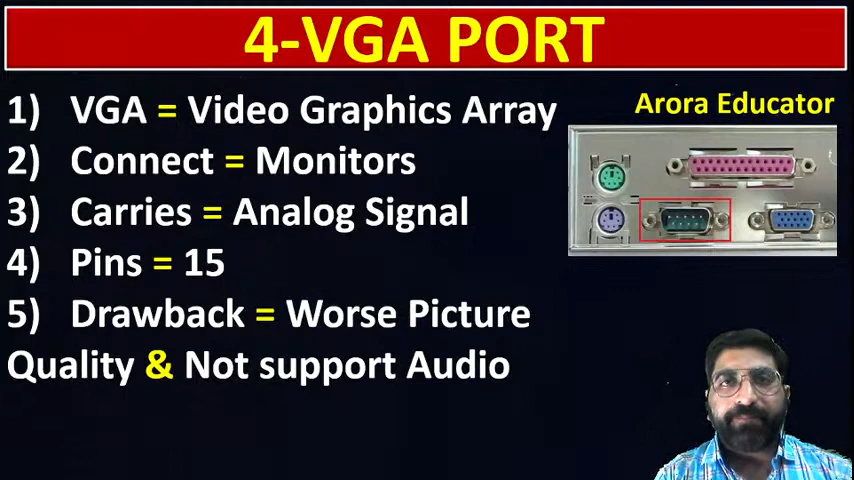 4-VGA PORT
1) VGA = Video Graphics Array
Arora Educator
2) Connect = Monitors
3) Carries = Analog Signal
4) Pins = 15
5) Drawback = Worse Picture
Quality & Not support Audio